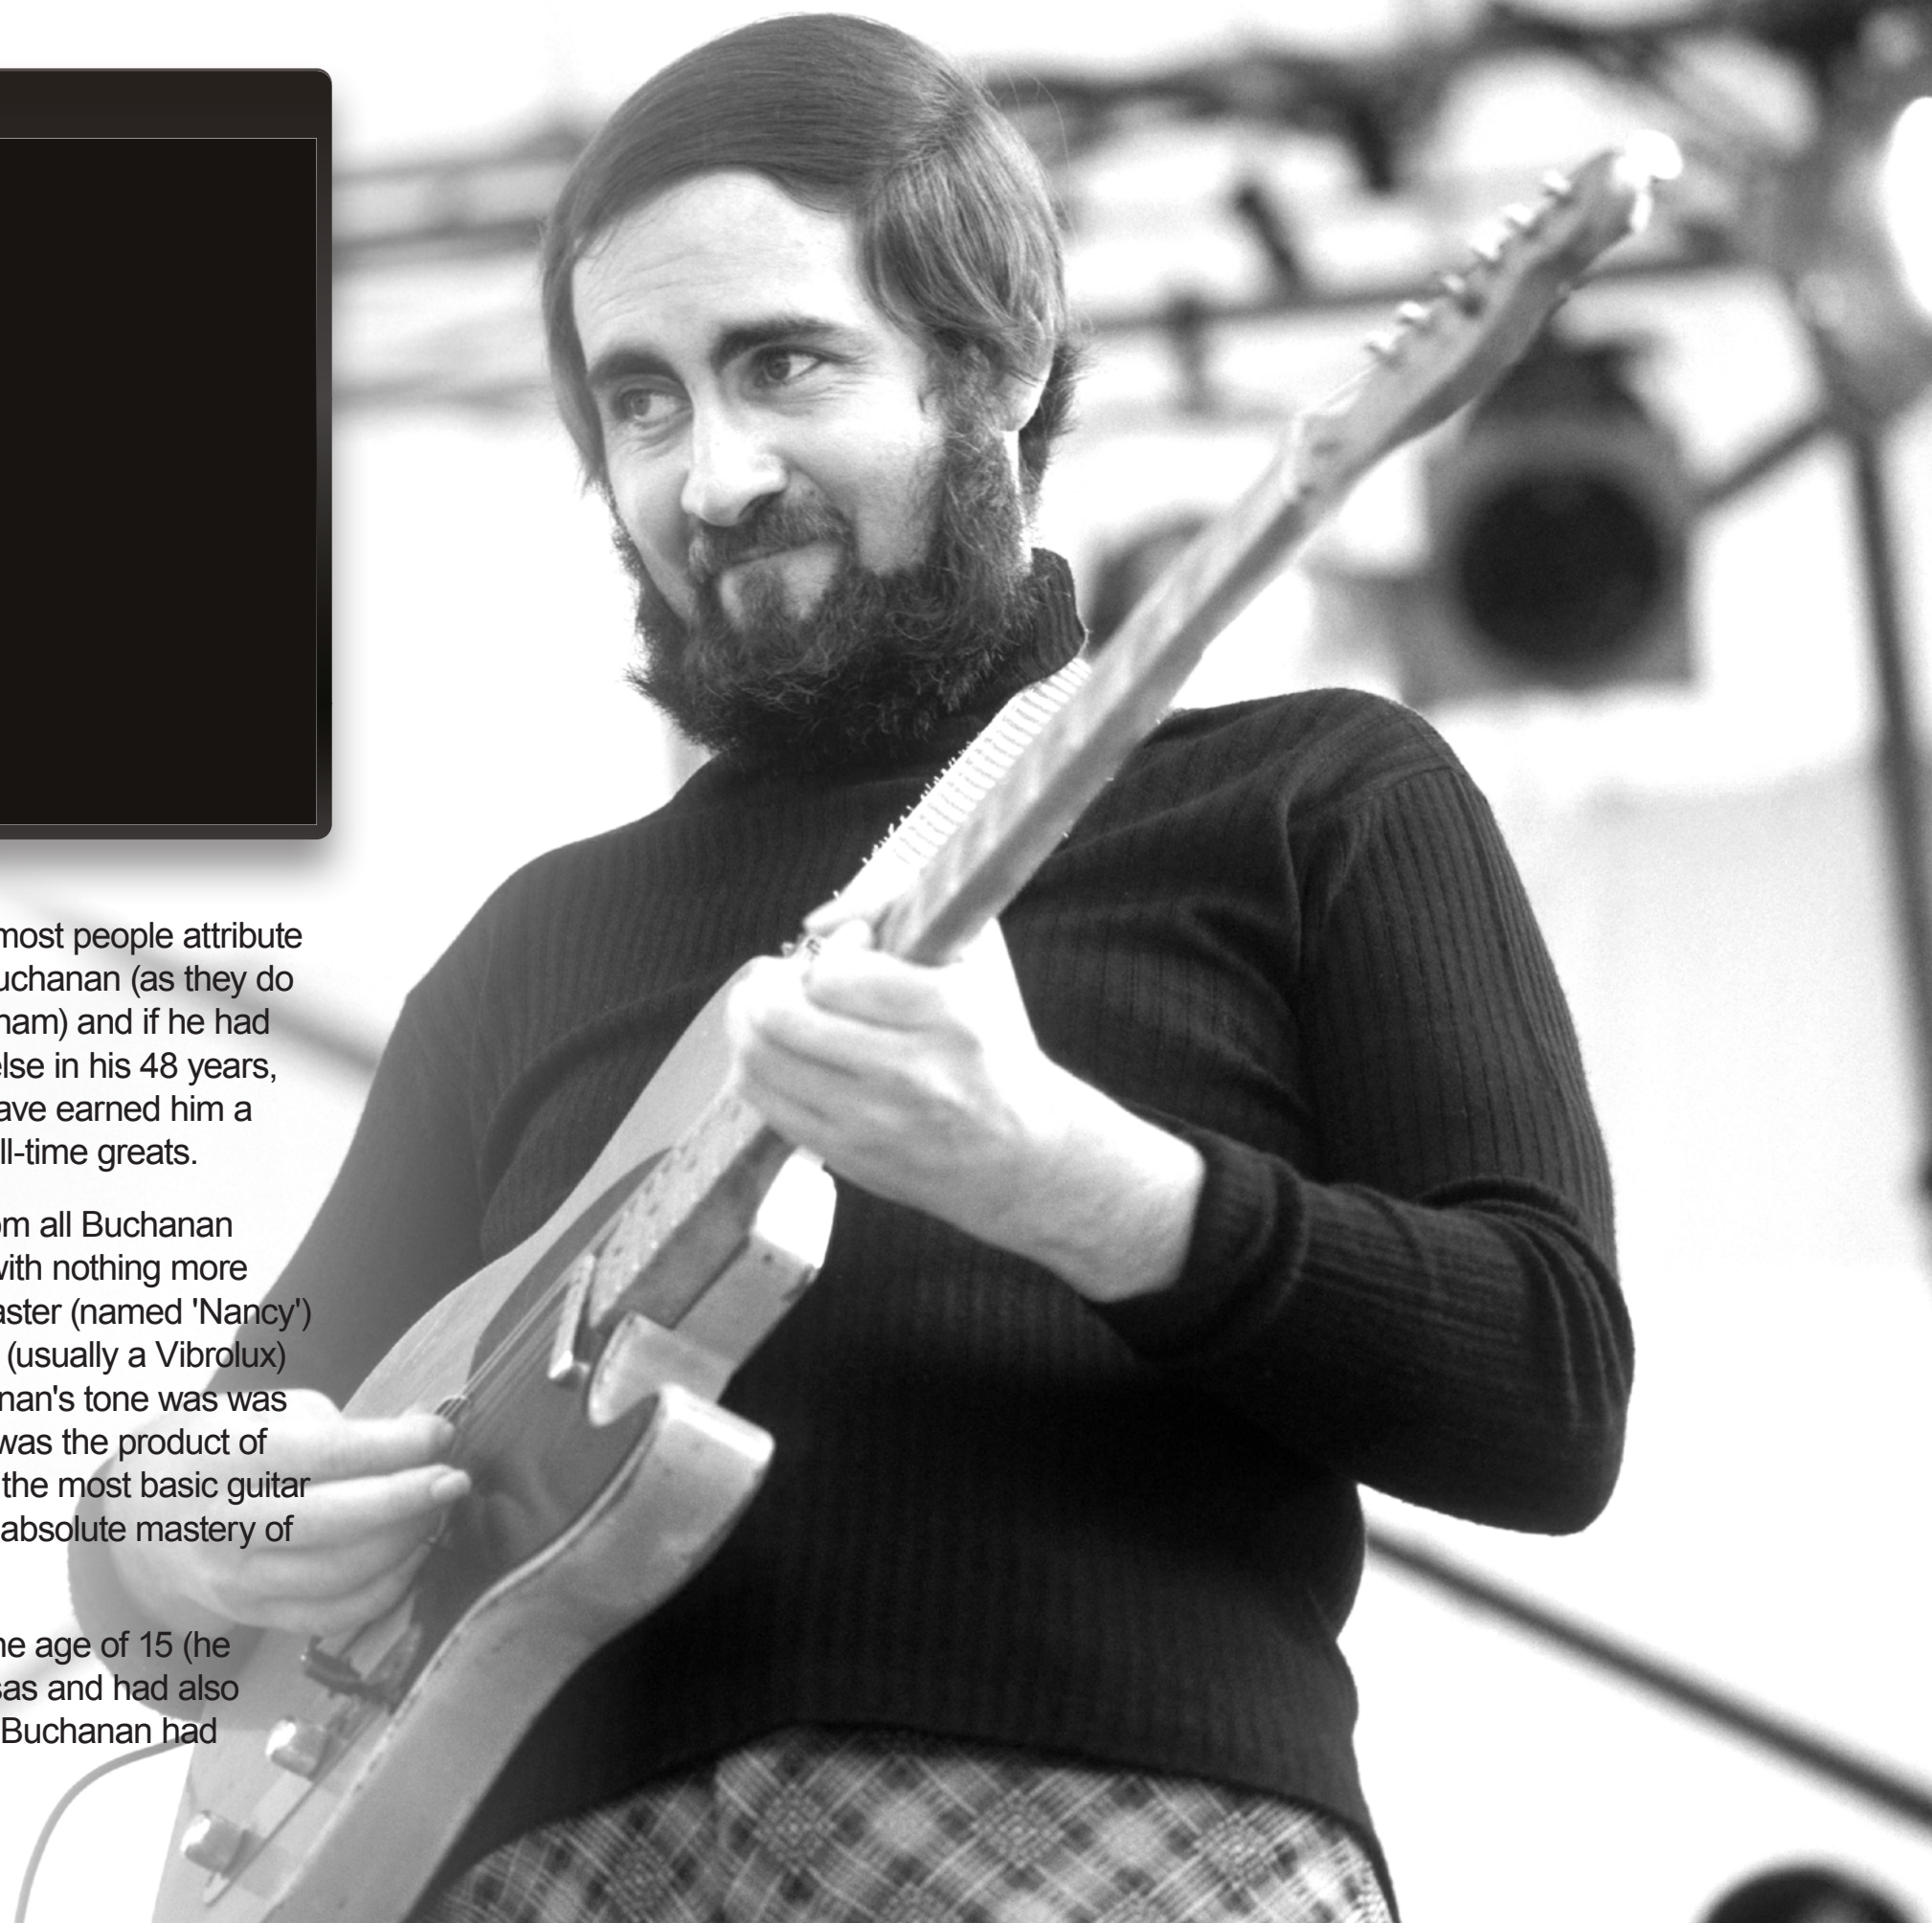 most people attribute
uchanan (as they do
ham) and if he had
else in his 48 years,
ave earned him a
ll-time greats.
om all Buchanan
with nothing more
aster (named 'Nancy')
(usually a Vibrolux)
nan's tone was was
was the product of
the most basic guitar
absolute mastery of
he age of 15 (he
sas and had also
Buchanan had